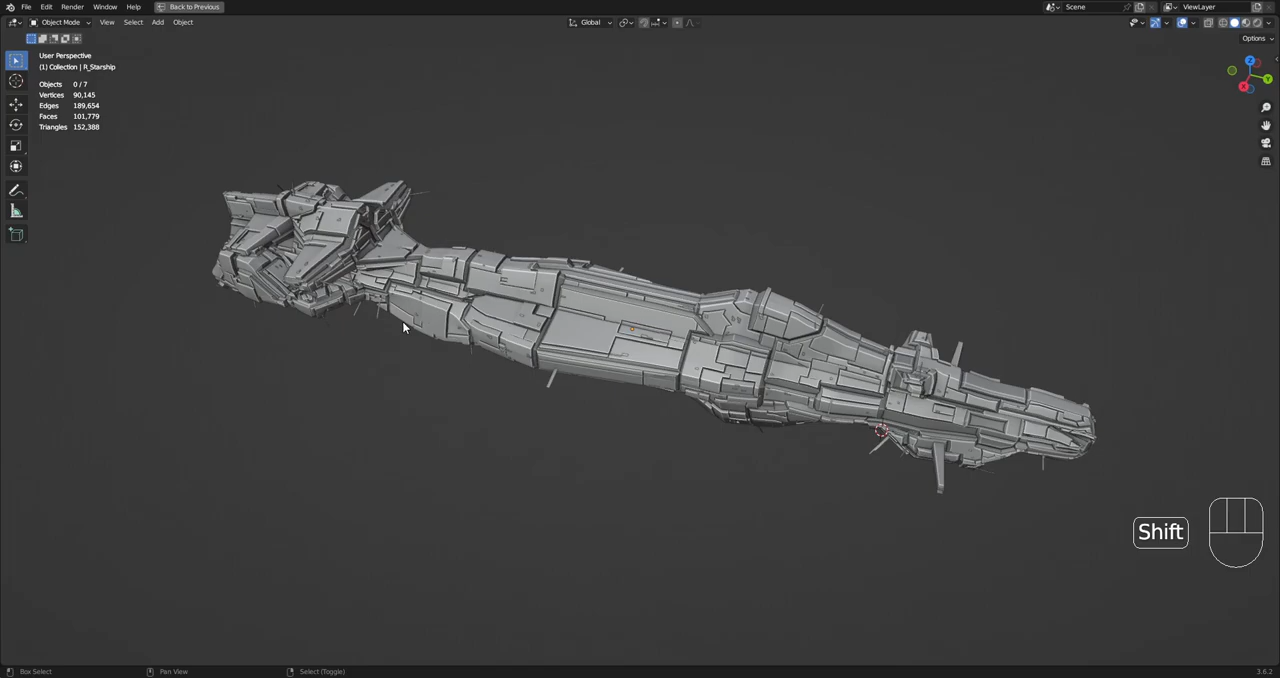 File Edit Render Window Help Back to Previous Scene ViewLayer
Object Mode View Select Add Object Global
Options
User Perspective
(1) Collection | R_Starship
Objects 0 / 7
Vertices 90,145
Edges 189,654
Faces 101,779
Triangles 152,388
Z
Y
X
Shift
Box Select Pan View Select (Toggle) 3.6.2